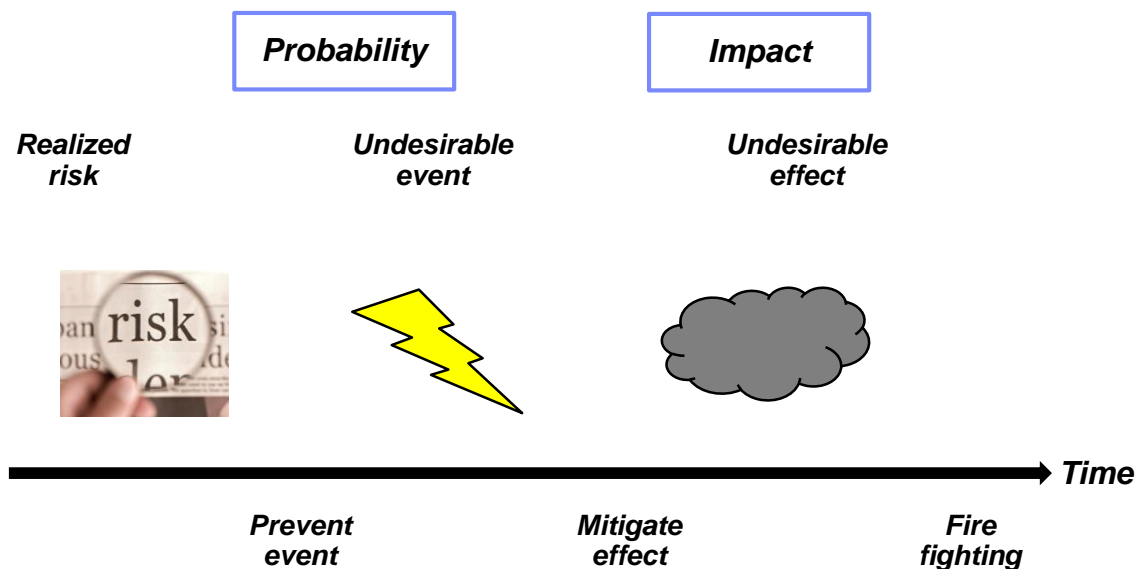 Probability
Impact
Realized
risk
Undesirable
event
Undesirable
effect
risk
Time
Prevent
event
Mitigate
effect
Fire
fighting